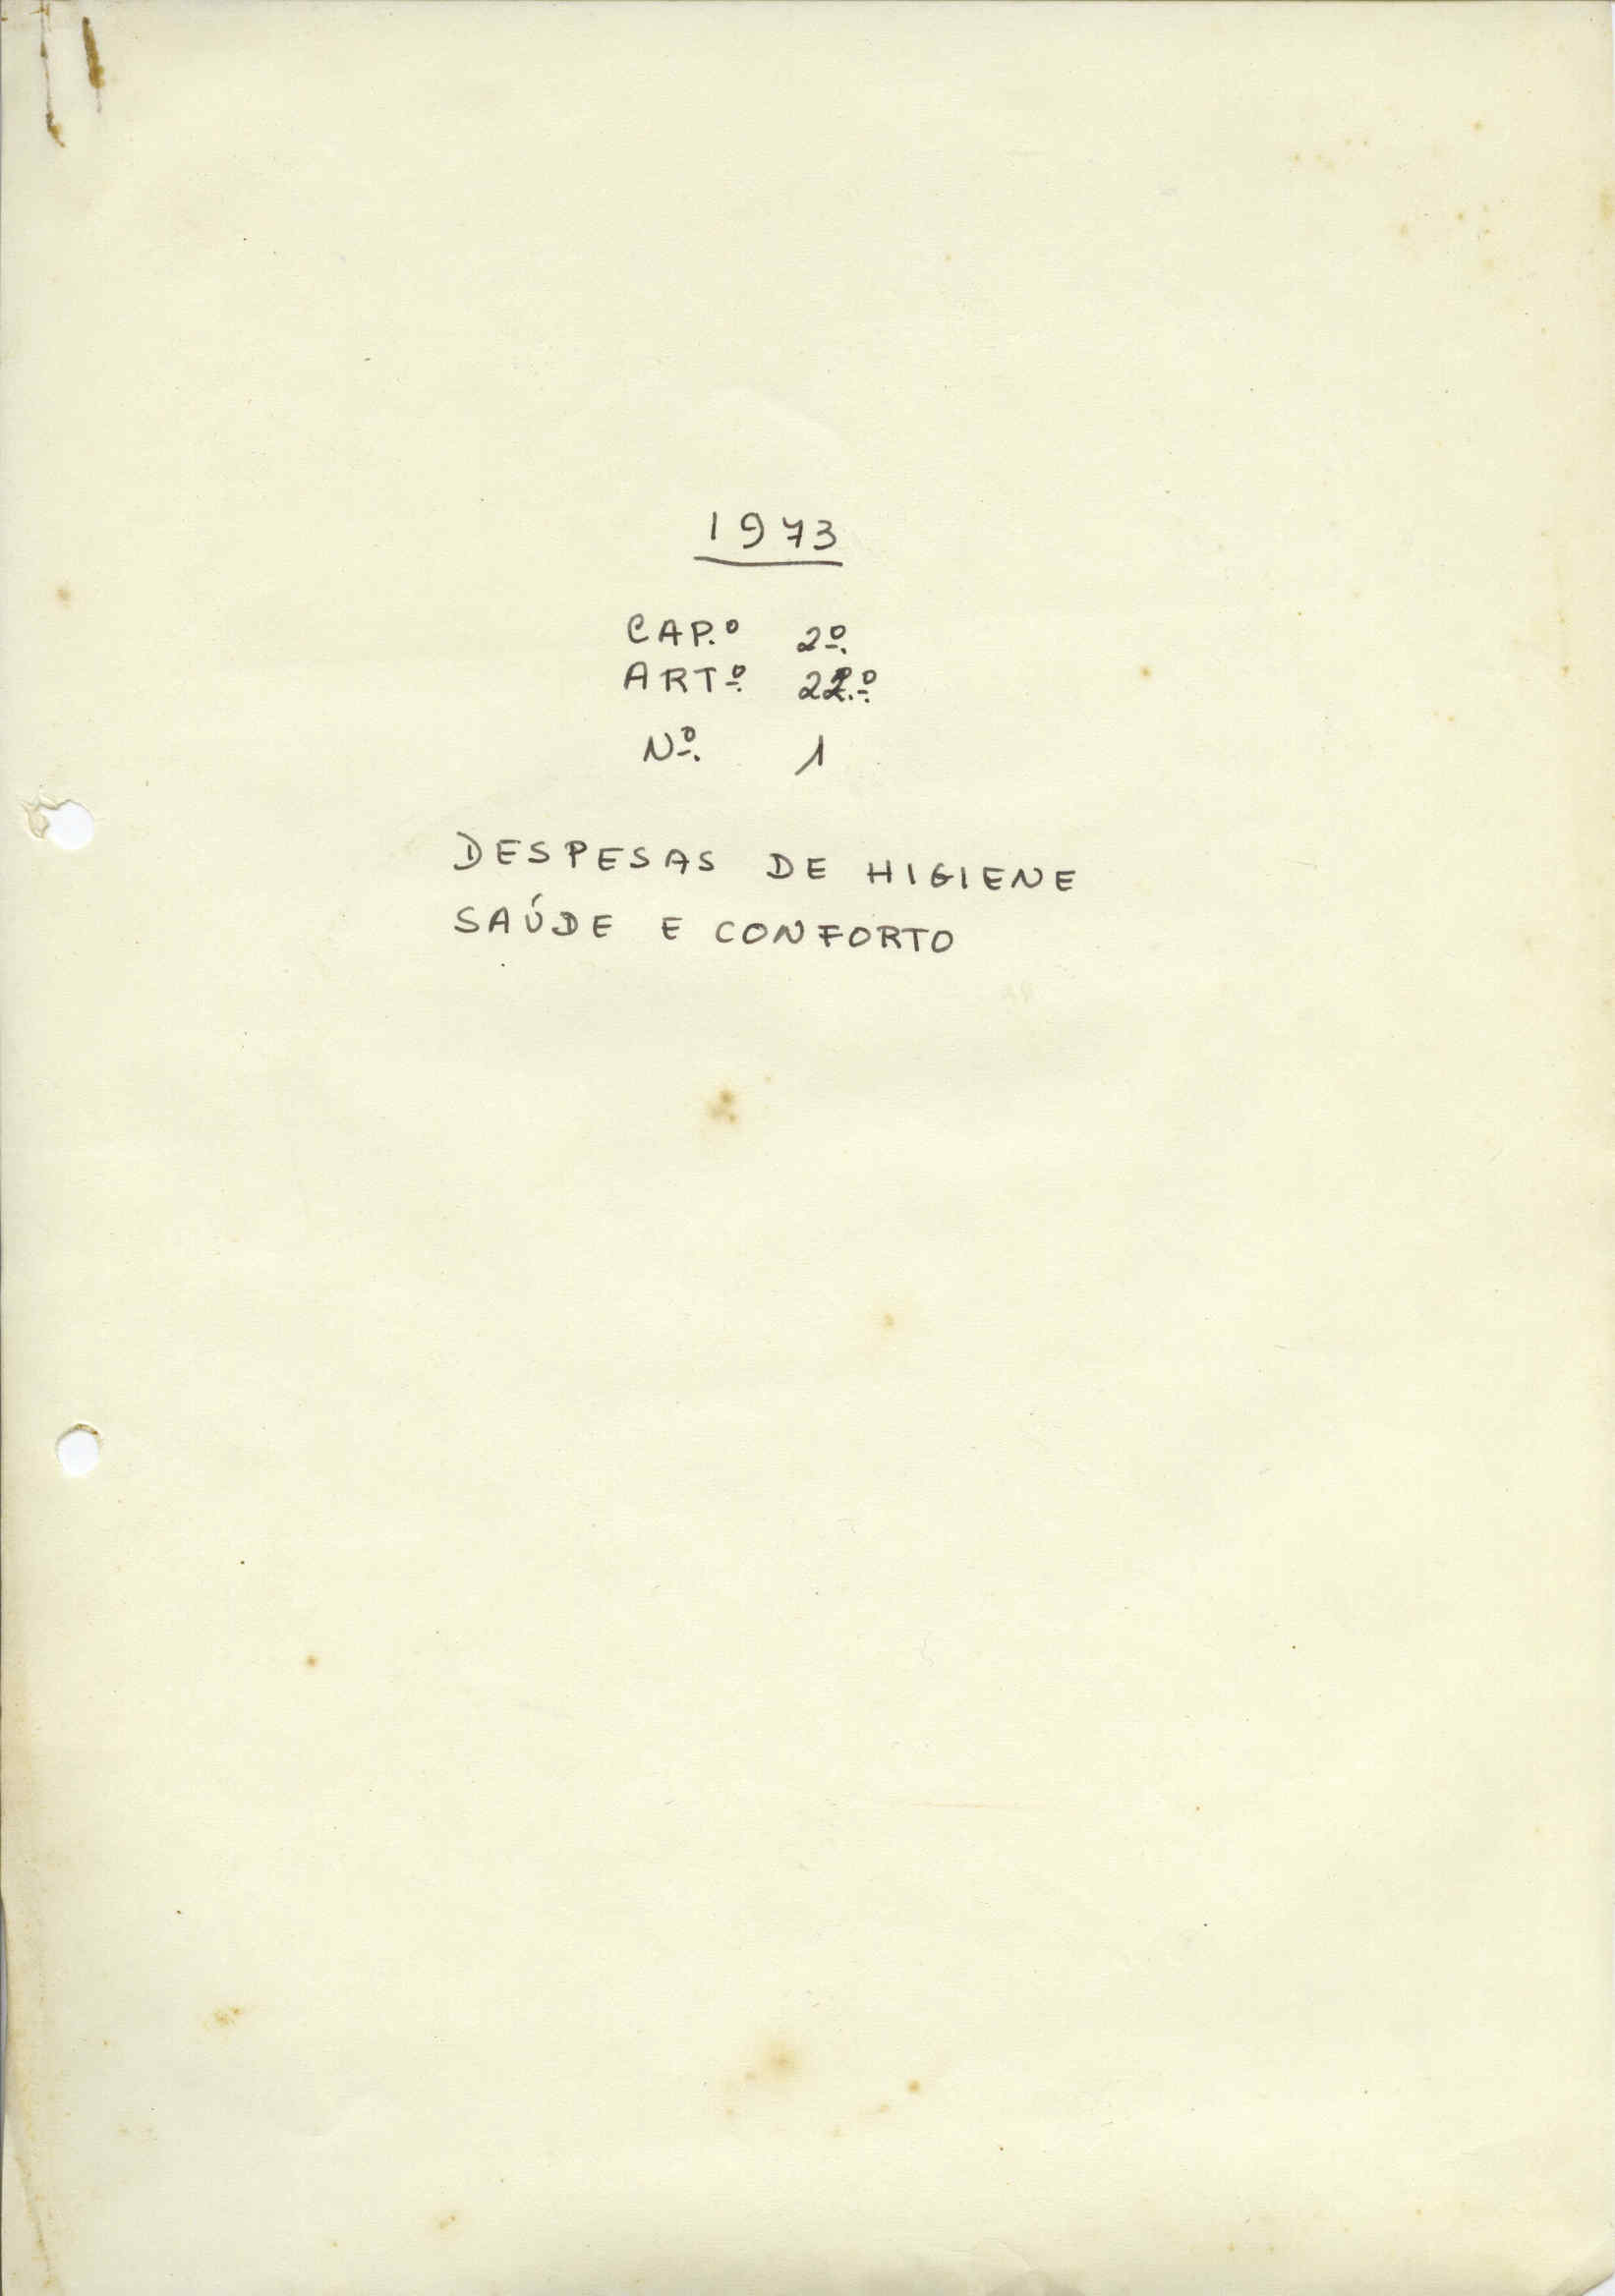 1973
CAP.º 2º.
ARTº. 22.º
Nº. 1
DESPESAS DE HIGIENE
SAÚDE E CONFORTO